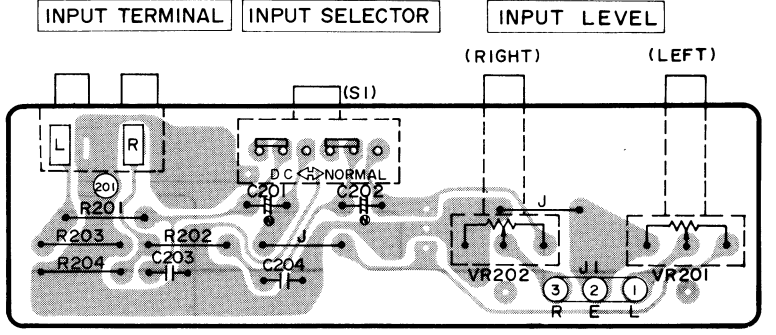 INPUT TERMINAL INPUT SELECTOR INPUT LEVEL
(RIGHT) (LEFT)
(S1)
L R
DC NORMAL
201 C201 C202
R201 J
N N
R203 R202 J
R204 C203 C204 VR202 J1 VR201
3 2 1
R E L